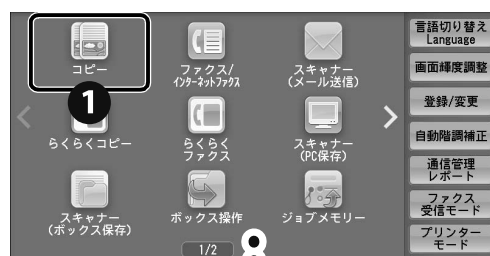 コピー
ファクス/
インターネットファクス
スキャナー
(メール送信)
1
らくらくコピー
らくらく
ファクス
スキャナー
(PC保存)
スキャナー
(ボックス保存)
ボックス操作
ジョブメモリー
1/2
言語切り替え
Language
画面輝度調整
登録/変更
自動階調補正
通信管理
レポート
ファクス
受信モード
プリンター
モード